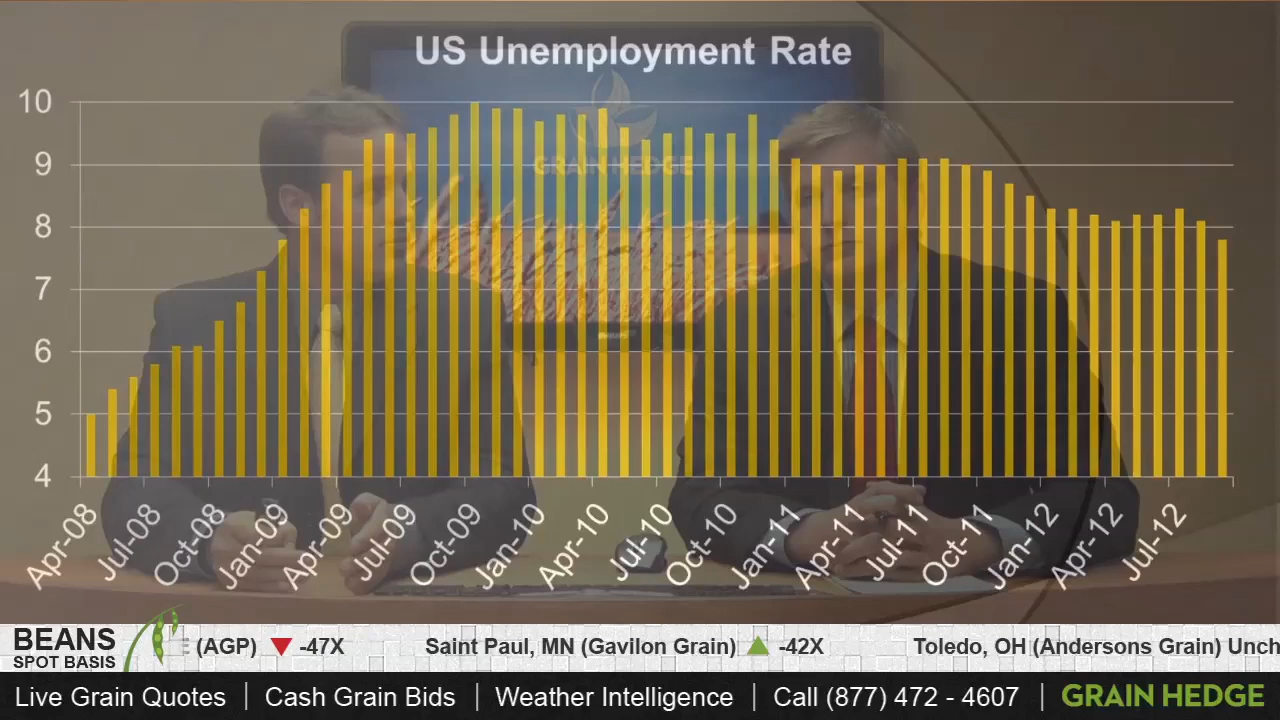 US Unemployment Rate
GRAIN HEDGE
10
9
8
7
6
5
4
Apr-08
Jul-08
Oct-08
Jan-09
Apr-09
Jul-09
Oct-09
Jan-10
Apr-10
Jul-10
Oct-10
Jan-11
Apr-11
Jul-11
Oct-11
Jan-12
Apr-12
Jul-12
BEANS
SPOT BASIS
(AGP) -47X Saint Paul, MN (Gavilon Grain) -42X Toledo, OH (Andersons Grain) Unch
Live Grain Quotes | Cash Grain Bids | Weather Intelligence | Call (877) 472 - 4607 | GRAIN HEDGE